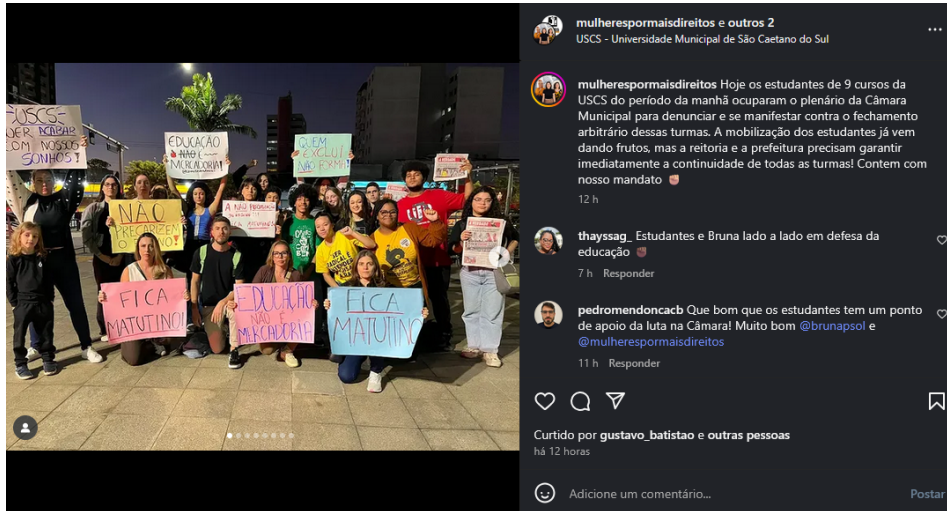 mulherespormaisdireitos e outros 2
USCS - Universidade Municipal de São Caetano do Sul
mulherespormaisdireitos Hoje os estudantes de 9 cursos da
USCS do período da manhã ocuparam o plenário da Câmara
Municipal para denunciar e se manifestar contra o fechamento
arbitrário dessas turmas. A mobilização dos estudantes já vem
dando frutos, mas a reitoria e a prefeitura precisam garantir
imediatamente a continuidade de todas as turmas! Contem com
nosso mandato ✊🏼
12 h
thayssag_ Estudantes e Bruna lado a lado em defesa da
educação ✊🏿
7 h Responder
pedromendoncacb Que bom que os estudantes tem um ponto
de apoio da luta na Câmara! Muito bom @brunapsol e
@mulherespormaisdireitos
11 h Responder
Curtido por gustavo_batistao e outras pessoas
há 12 horas
Adicione um comentário...
Postar
-USCS-
ACABAR
COM NOSSOS
SONHOS!
EDUCAÇÃO
NÃO É
MERCADORIA!
QUEM
EXCLUI
NÃO FORMA!
NÃO
PRECARIZEM
O
FICA
MATUTINO!
EDUCAÇÃO
NÃO É
MERCADORIA
FICA
MATUTINO